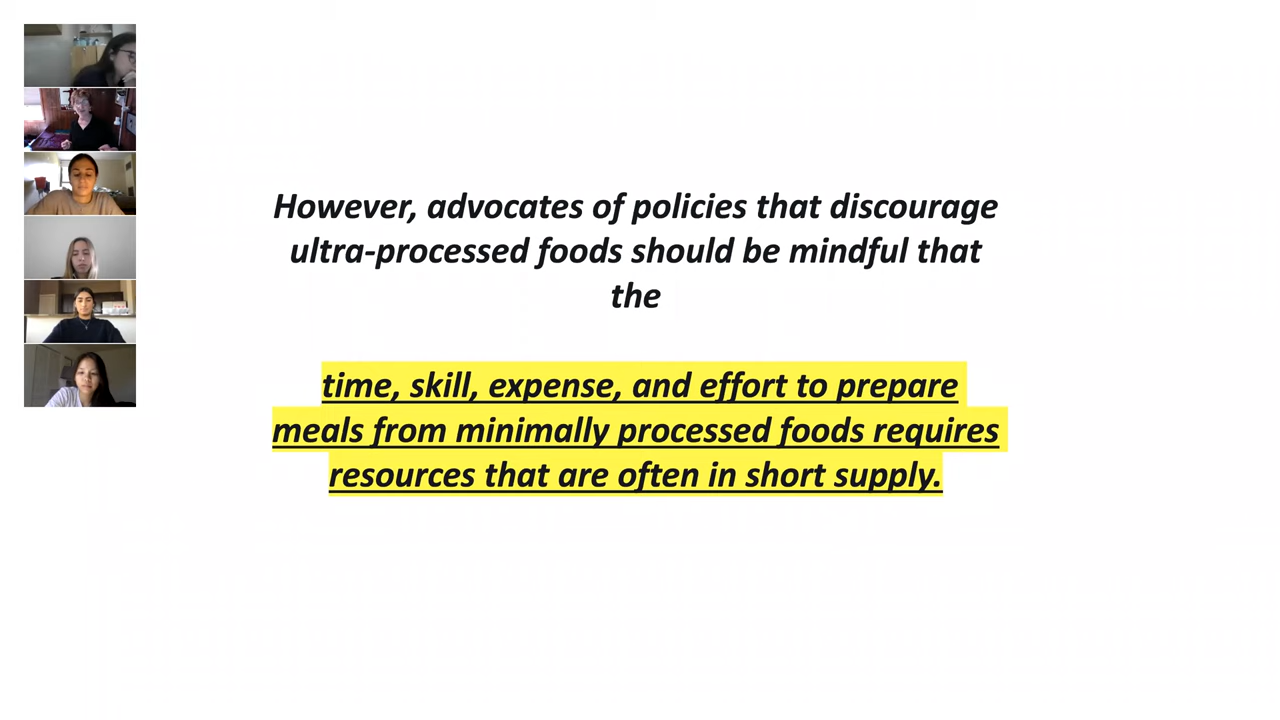 However, advocates of policies that discourage
ultra-processed foods should be mindful that
the
time, skill, expense, and effort to prepare
meals from minimally processed foods requires
resources that are often in short supply.